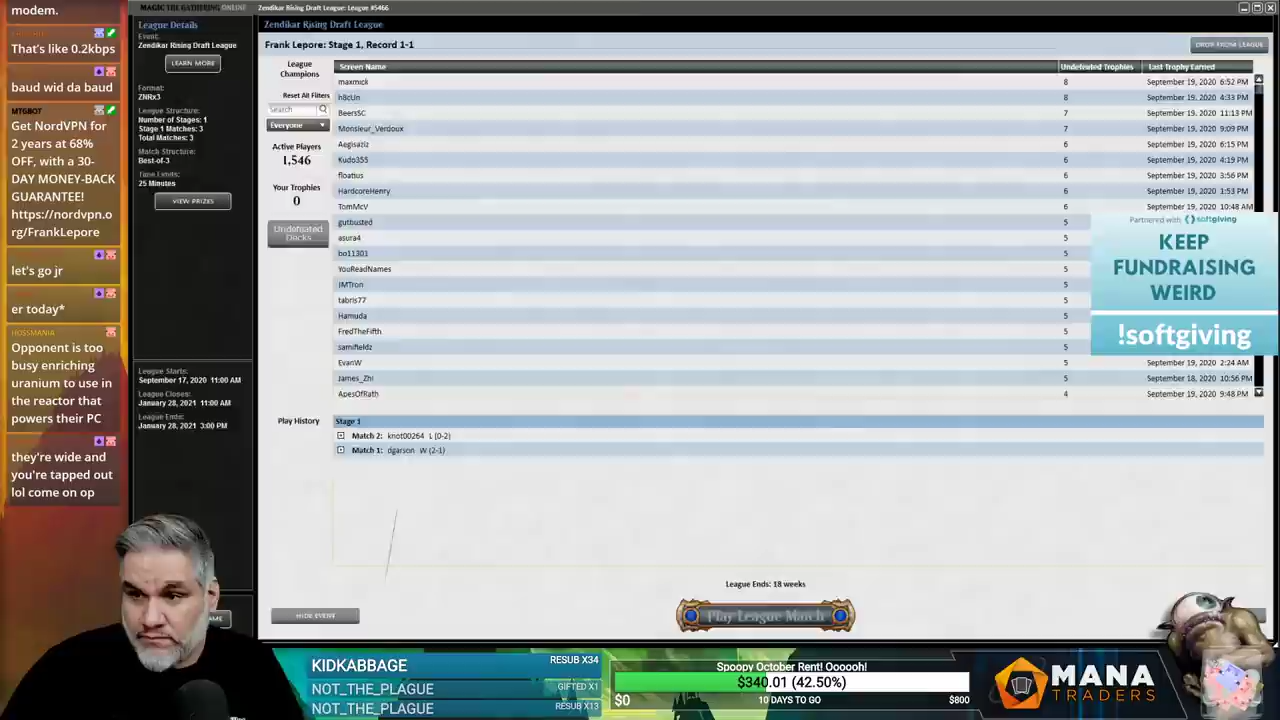 modem.
That's like 0.2kbps
baud wid da baud
MTGBOT
Get NordVPN for
2 years at 68%
OFF, with a 30-
DAY MONEY-BACK
GUARANTEE!
https://nordvpn.o
rg/FrankLepore
let's go jr
er today*
HOSSMANIA
Opponent is too
busy enriching
uranium to use in
the reactor that
powers their PC
they're wide and
you're tapped out
lol come on op
MAGIC THE GATHERING ONLINE
Zendikar Rising Draft League: League #5466
League Details
Event:
Zendikar Rising Draft League
LEARN MORE
Format:
ZNRx3
League Structure:
Number of Stages: 1
Stage 1 Matches: 3
Total Matches: 3
Match Structure:
Best-of-3
Time Limit:
25 Minutes
VIEW PRIZES
League Starts:
September 17, 2020 11:00 AM
League Closes:
January 28, 2021 11:00 AM
League Ends:
January 28, 2021 3:00 PM
Zendikar Rising Draft League
Frank Lepore: Stage 1, Record 1-1
DROP FROM LEAGUE
League
Champions
Reset All Filters
Search
Everyone
Active Players
1,546
Your Trophies
0
Undefeated
Decks
Screen Name Undefeated Trophies Last Trophy Earned
maxmick 8 September 19, 2020 6:52 PM
h8cUn 8 September 19, 2020 4:33 PM
BeersSC 7 September 19, 2020 11:13 PM
Monsieur_Verdoux 7 September 19, 2020 9:09 PM
Aegisaziz 6 September 19, 2020 6:15 PM
Kudo355 6 September 19, 2020 4:19 PM
floatius 6 September 19, 2020 3:56 PM
HardcoreHenry 6 September 19, 2020 1:53 PM
TomMcV 6 September 19, 2020 10:48 AM
gutbusted 5
asura4 5
bo11301 5
YouReadNames 5
JMTron 5
tabris77 5
Hamuda 5
FredTheFifth 5
samifieldz 5
EvanW 5 September 19, 2020 2:24 AM
James_Zhi 5 September 18, 2020 10:56 PM
ApesOfRath 4 September 19, 2020 9:48 PM
Partnered with softgiving
KEEP
FUNDRAISING
WEIRD
!softgiving
Play History
Stage 1
Match 2: knot00264 L (0-2)
Match 1: dgarson W (2-1)
League Ends: 18 weeks
HIDE EVENT
Play League Match
KIDKABBAGE RESUB X34
NOT_THE_PLAGUE GIFTED X1
NOT_THE_PLAGUE RESUB X13
Spoopy October Rent! Oooooh!
$340.01 (42.50%)
$0 10 DAYS TO GO $800
MANA
TRADERS